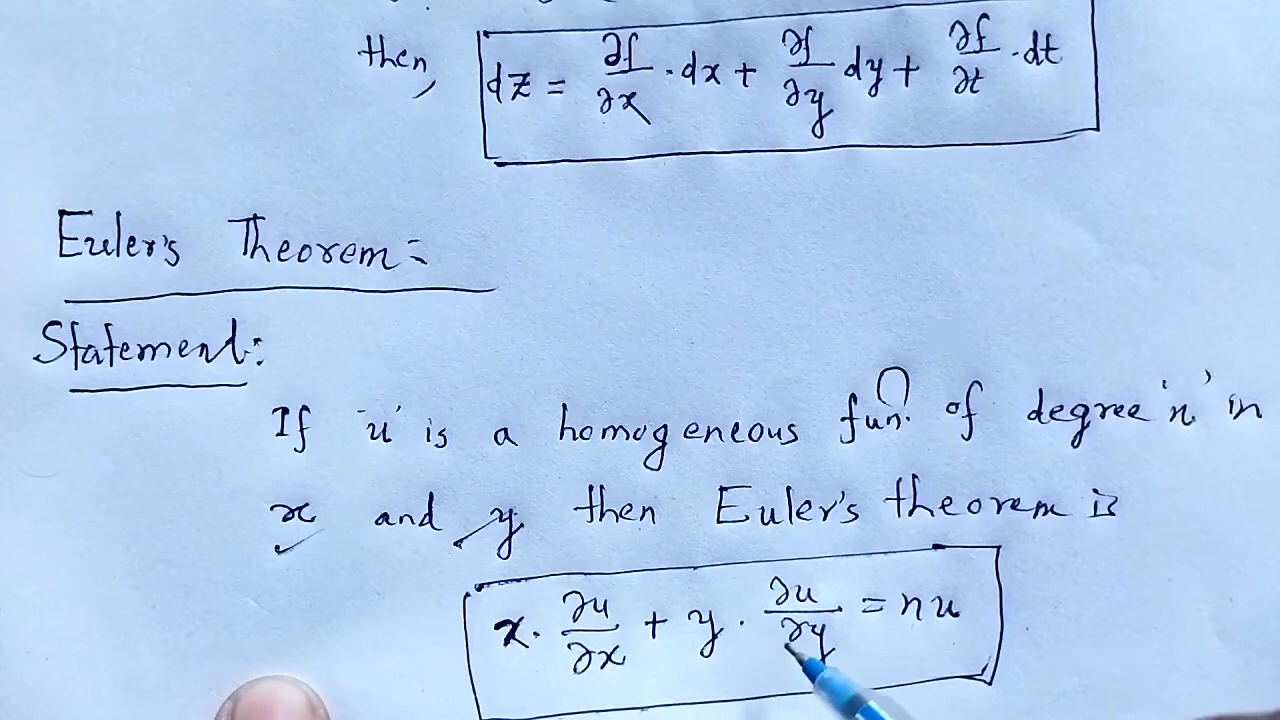 then, dz = ∂f/∂x · dx + ∂f/∂y dy + ∂f/∂t · dt
Euler's Theorem:-
Statement:
If 'u' is a homogeneous fun. of degree 'n' in
x and y then Euler's theorem is
x · ∂u/∂x + y · ∂u/∂y = nu